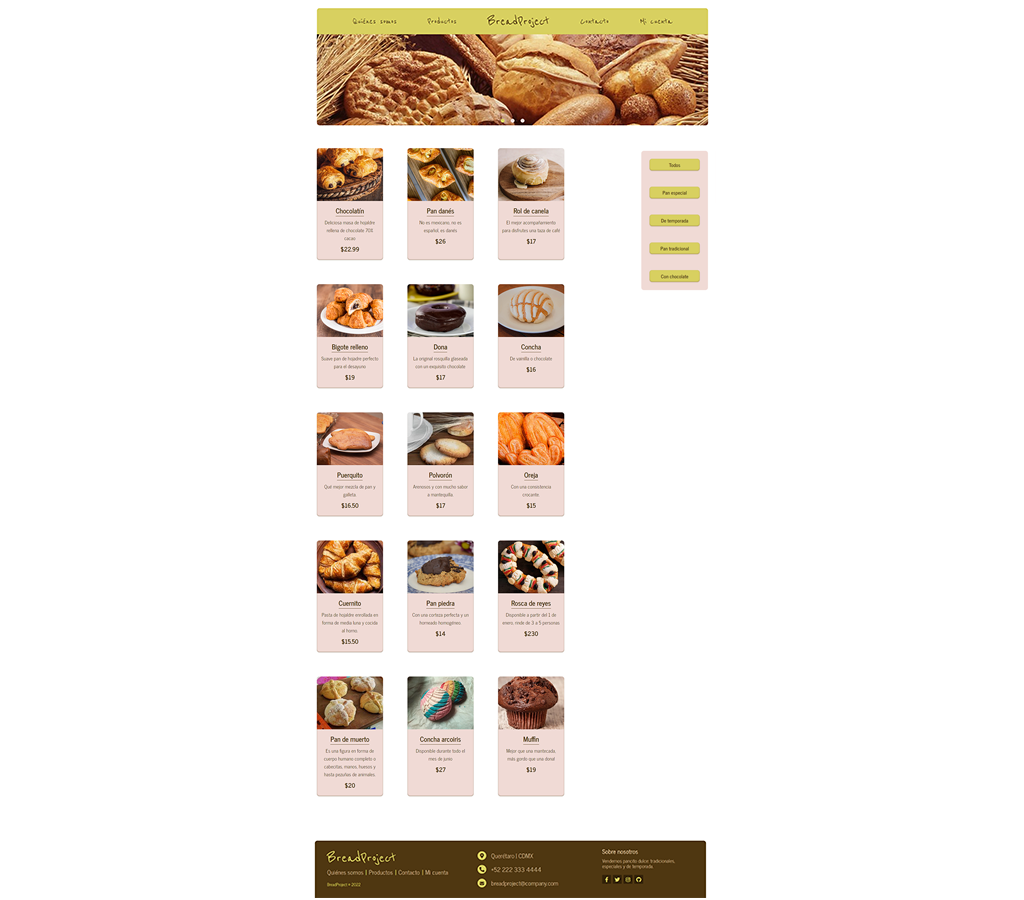 Quiénes somos
Productos
BreadProject
Contacto
Mi cuenta
Chocolatín
Deliciosa masa de hojaldre
rellena de chocolate 70%
cacao
$22.99
Pan danés
No es mexicano, no es
español, es danés
$26
Rol de canela
El mejor acompañamiento
para disfrutes una taza de café
$17
Todos
Pan especial
De temporada
Pan tradicional
Con chocolate
Bigote relleno
Suave pan de hojaldre perfecto
para el desayuno
$19
Dona
La original rosquilla glaseada
con un exquisito chocolate
$17
Concha
De vainilla o chocolate
$16
Puerquito
Qué mejor mezcla de pan y
galleta.
$16.50
Polvorón
Arenosos y con mucho sabor
a mantequilla.
$17
Oreja
Con una consistencia
crocante.
$15
Cuernito
Pasta de hojaldre enrollada en
forma de media luna y cocida
al horno.
$15.50
Pan piedra
Con una corteza perfecta y un
horneado homogéneo.
$14
Rosca de reyes
Disponible a partir del 1 de
enero, rinde de 3 a 5 personas
$230
Pan de muerto
Es una figura en forma de
cuerpo humano completo o
cabecitas, manos, huesos y
hasta pesuñas de animales.
$20
Concha arcoiris
Disponible durante todo el
mes de junio
$27
Muffin
Mejor que una mantecada,
más gordo que una dona!
$19
BreadProject
Quiénes somos | Productos | Contacto | Mi cuenta
BreadProject © 2022
Querétaro | CDMX
+52 222 333 4444
breadproject@company.com
Sobre nosotros
Vendemos pancito dulce: tradicionales,
especiales y de temporada